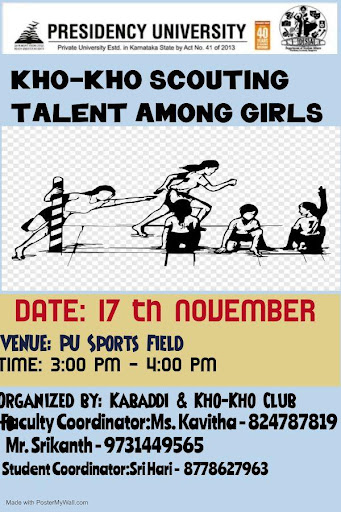 PRESIDENCY UNIVERSITY
Private University Estd. in Karnataka State by Act No. 41 of 2013
40 YEARS
KHO-KHO SCOUTING
TALENT AMONG GIRLS
DATE: 17 th NOVEMBER
VENUE: PU SPORTS FIELD
TIME: 3:00 PM - 4:00 PM
ORGANIZED BY: KABADDI & KHO-KHO CLUB
Faculty Coordinator:Ms. Kavitha - 824787819
Mr. Srikanth - 9731449565
Student Coordinator:Sri Hari - 8778627963
Made with PosterMyWall.com